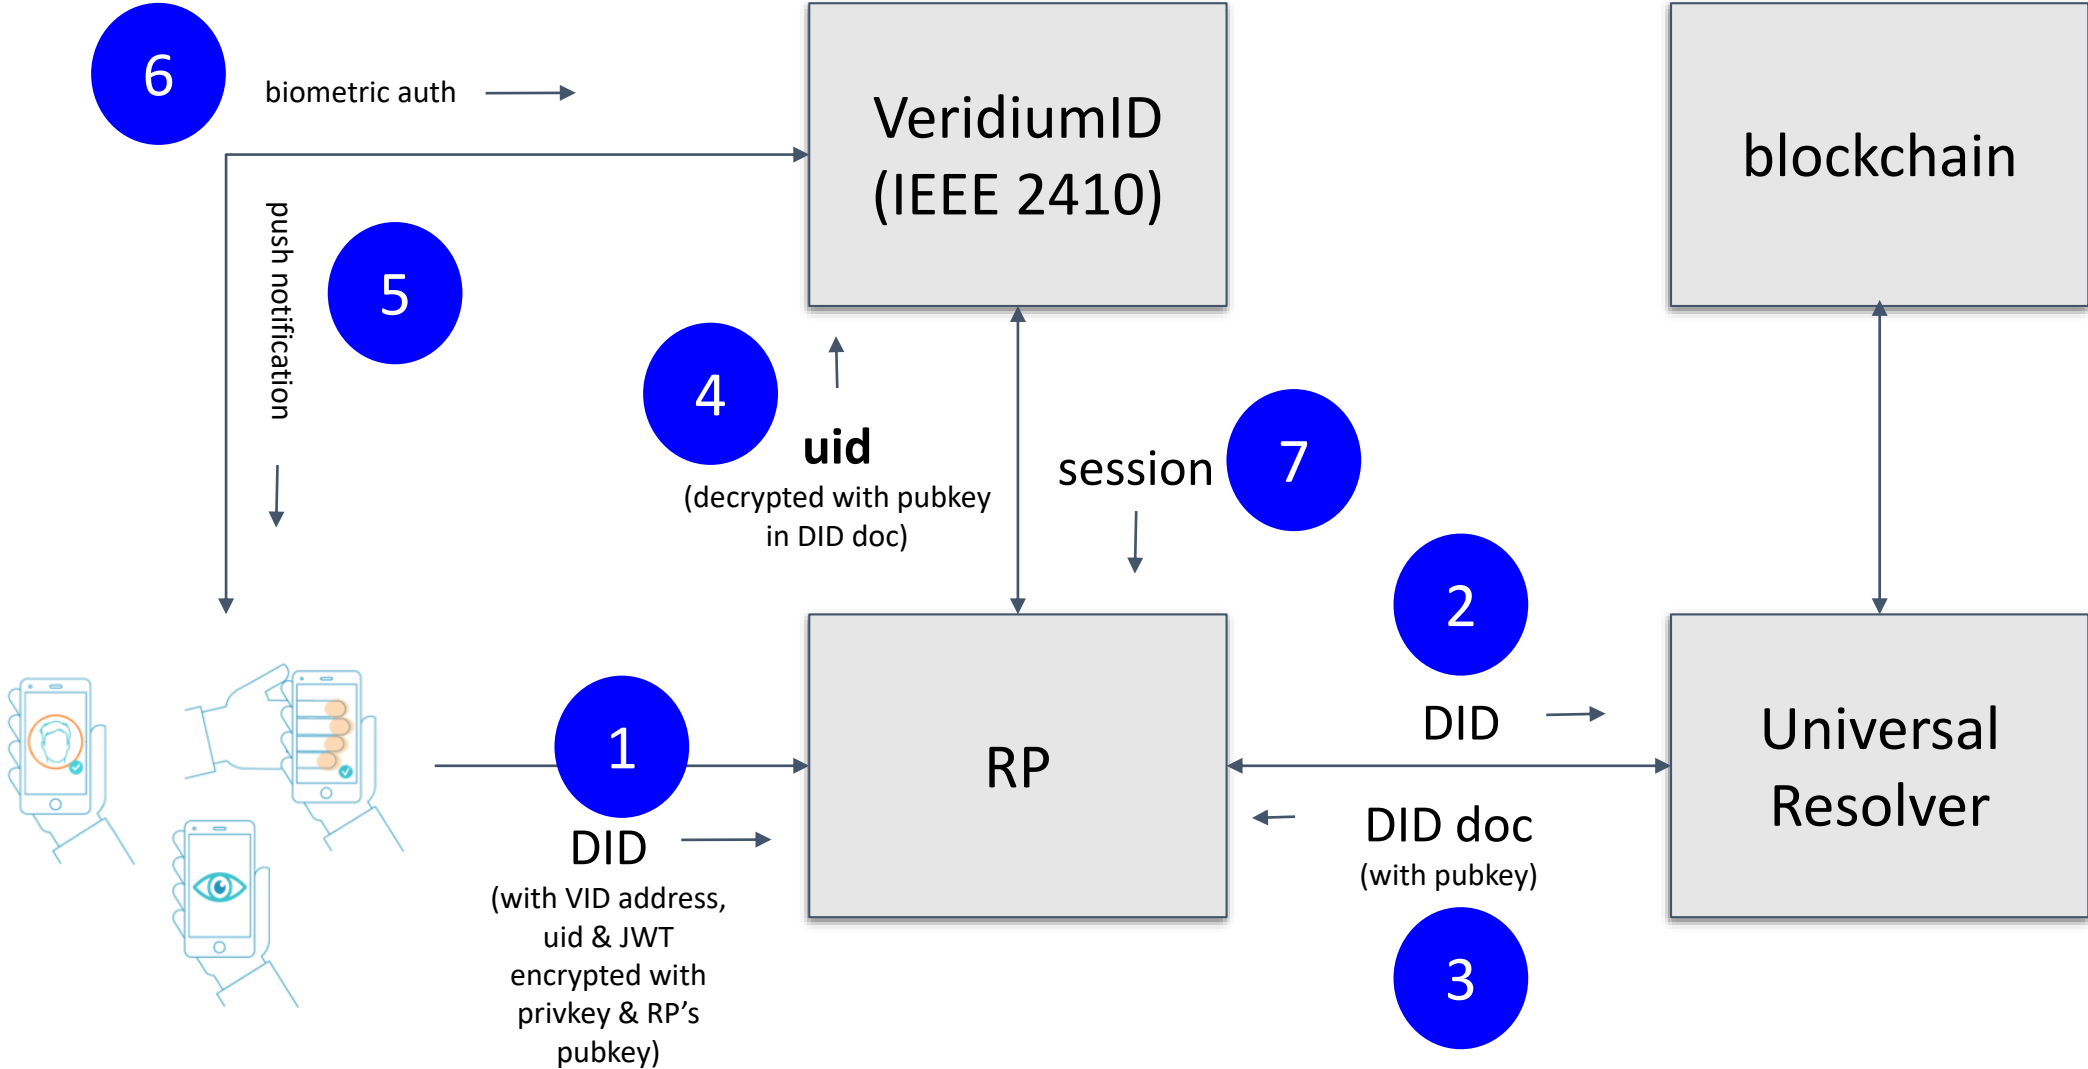 6
biometric auth
VeridiumID
(IEEE 2410)
blockchain
push notification
5
4
uid
(decrypted with pubkey
in DID doc)
session
7
2
DID
1
DID
(with VID address,
uid & JWT
encrypted with
privkey & RP’s
pubkey)
RP
DID doc
(with pubkey)
3
Universal
Resolver